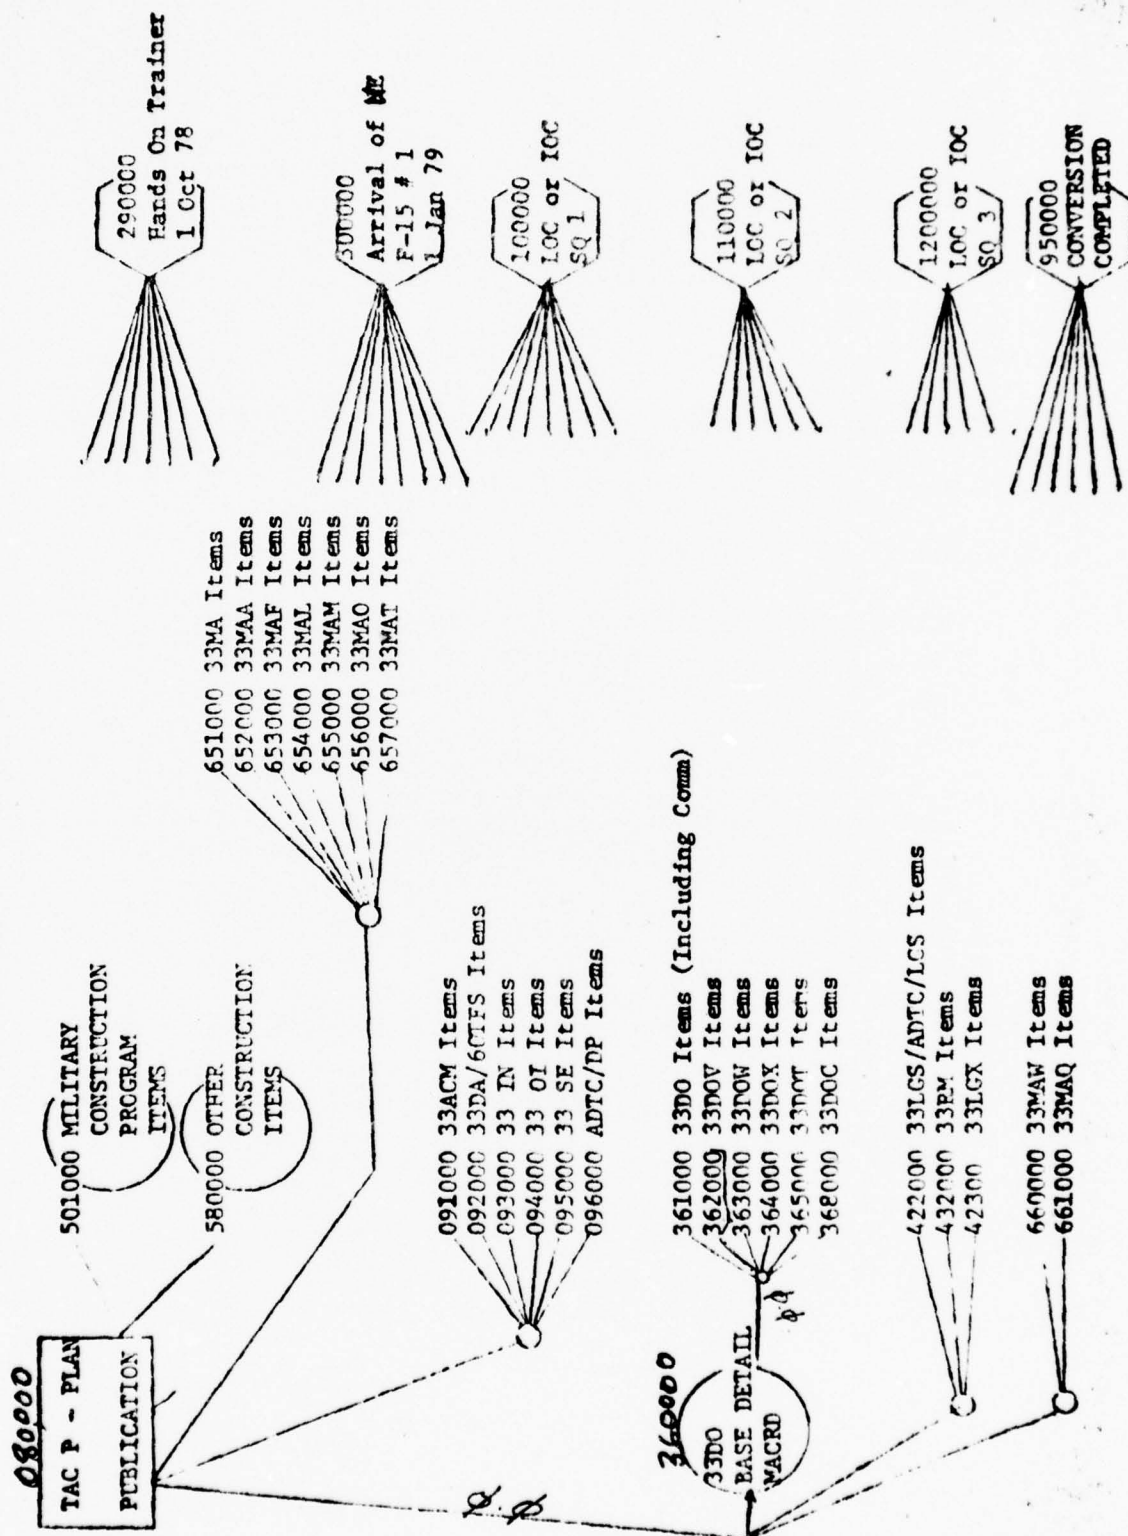 080000
TAC P - PLAN
PUBLICATION
501000 MILITARY
CONSTRUCTION
PROGRAM
ITEMS
580000 OTHER
CONSTRUCTION
ITEMS
651000 33MA Items
652000 33MAA Items
653000 33MAF Items
654000 33MAL Items
655000 33MAM Items
656000 33MAO Items
657000 33MAT Items
091000 33ACM Items
092000 33DA/60TFS Items
093000 33 IN Items
094000 33 OI Items
095000 33 SE Items
096000 ADTC/DP Items
360000
33DO
BASE DETAIL
MACRD
361000 33DO Items (Including Comm)
362000 33DOV Items
363000 33DOW Items
364000 33DOX Items
365000 33DOT Items
368000 33DOC Items
422000 33LGS/ADTC/LCS Items
432000 33RM Items
42300 33LGX Items
660000 33MAW Items
661000 33MAQ Items
290000
Hands On Trainer
1 Oct 78
300000
Arrival of
F-15 # 1
1 Jan 79
100000
LOC or IOC
SQ 1
110000
LOC or IOC
SQ 2
1200000
LOC or IOC
SQ 3
9500000
CONVERSION
COMPLETED